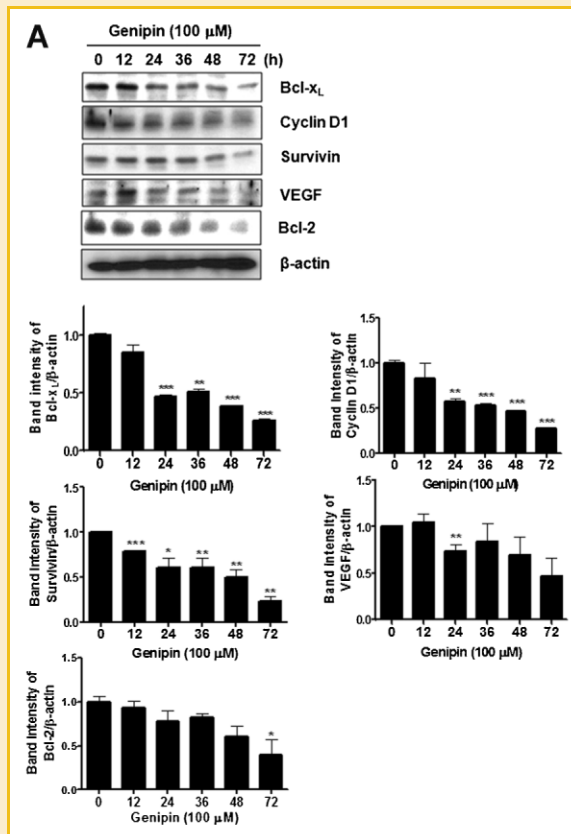 A
Genipin (100 μM)
0 12 24 36 48 72 (h)
Bcl-xL
Cyclin D1
Survivin
VEGF
Bcl-2
β-actin
Band intensity of
Bcl-xL/β-actin
1.0
0.5
0.0
*** ** *** ***
0 12 24 36 48 72
Genipin (100 μM)
Band Intensity of
Cyclin D1/β-actin
1.5
1.0
0.5
0.0
** *** *** ***
0 12 24 36 48 72
Genipin (100 μM)
Band Intensity of
Survivin/β-actin
1.5
1.0
0.5
0.0
*** * ** ** **
0 12 24 36 48 72
Genipin (100 μM)
Band Intensity of
VEGF/β-actin
1.5
1.0
0.5
0.0
**
0 12 24 36 48 72
Genipin (100 μM)
Band Intensity of
Bcl-2/β-actin
1.5
1.0
0.5
0.0
*
0 12 24 36 48 72
Genipin (100 μM)